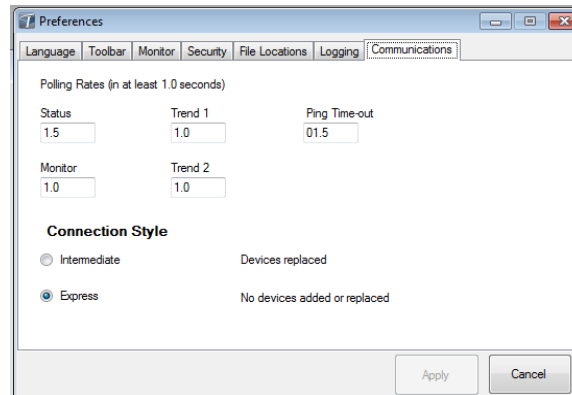 Preferences
Language Toolbar Monitor Security File Locations Logging Communications
Polling Rates (in at least 1.0 seconds)
Status Trend 1 Ping Time-out
1.5 1.0 01.5
Monitor Trend 2
1.0 1.0
Connection Style
Intermediate Devices replaced
Express No devices added or replaced
Apply Cancel